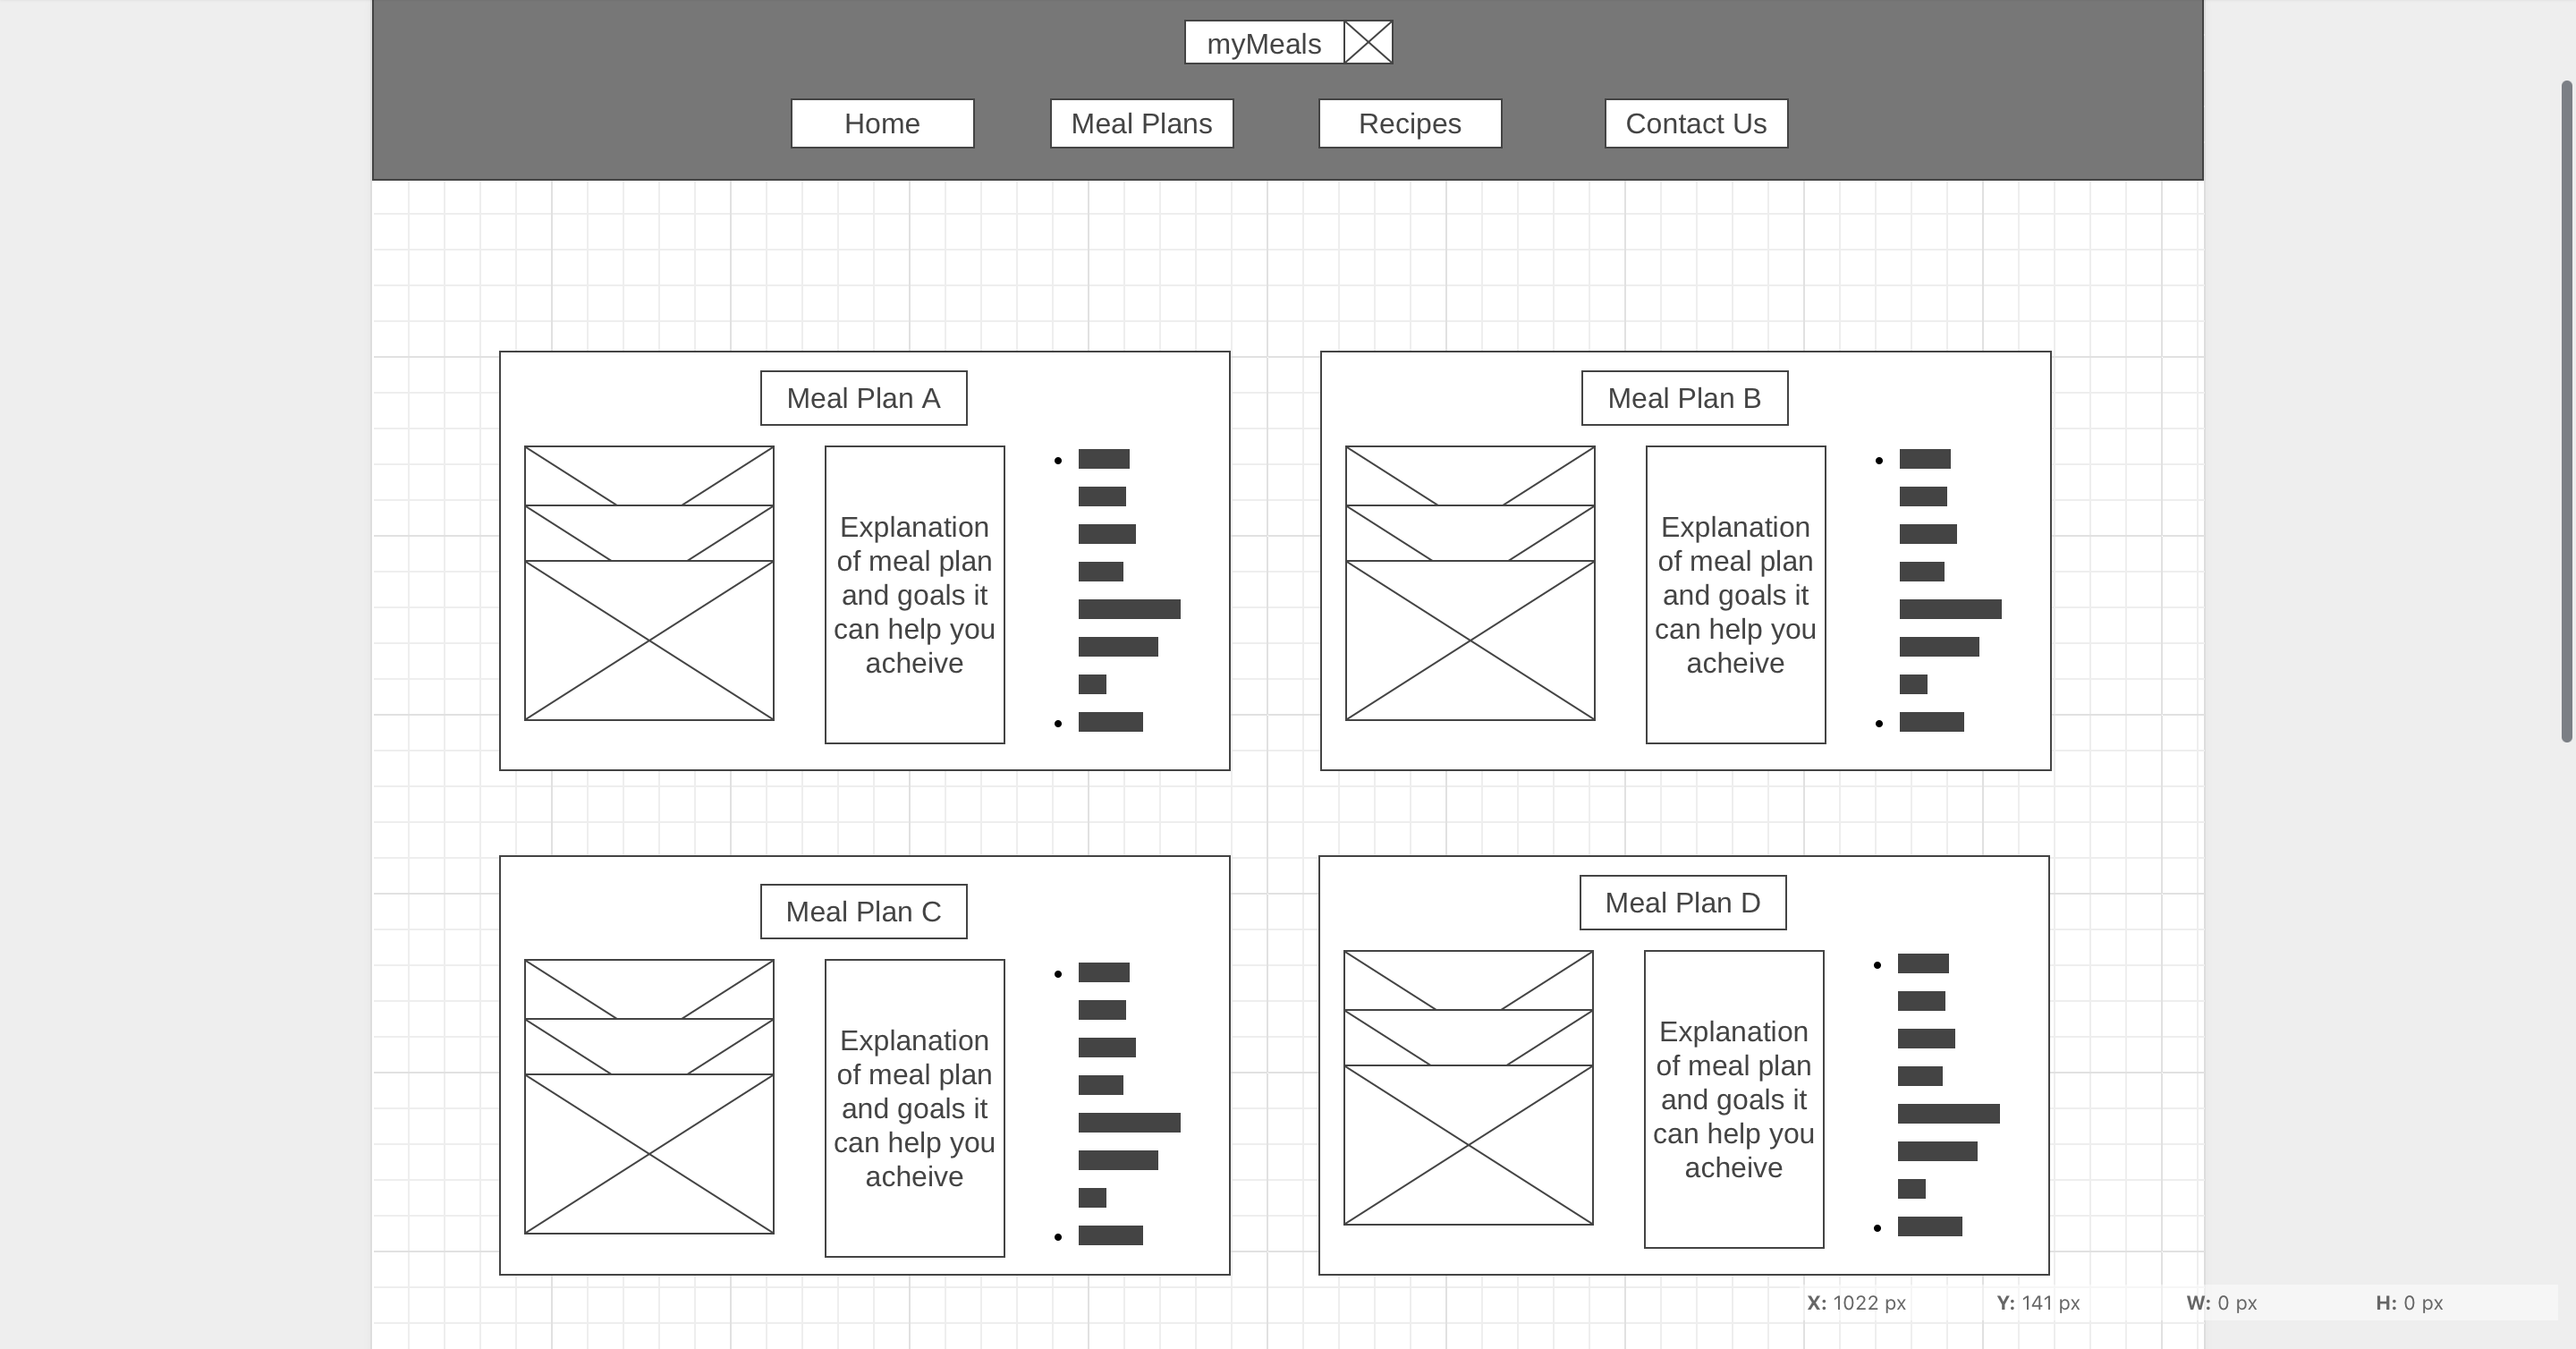 myMeals
Home
Meal Plans
Recipes
Contact Us
Meal Plan A
Explanation
of meal plan
and goals it
can help you
acheive
Meal Plan B
Explanation
of meal plan
and goals it
can help you
acheive
Meal Plan C
Explanation
of meal plan
and goals it
can help you
acheive
Meal Plan D
Explanation
of meal plan
and goals it
can help you
acheive
X: 1022 px
Y: 141 px
W: 0 px
H: 0 px